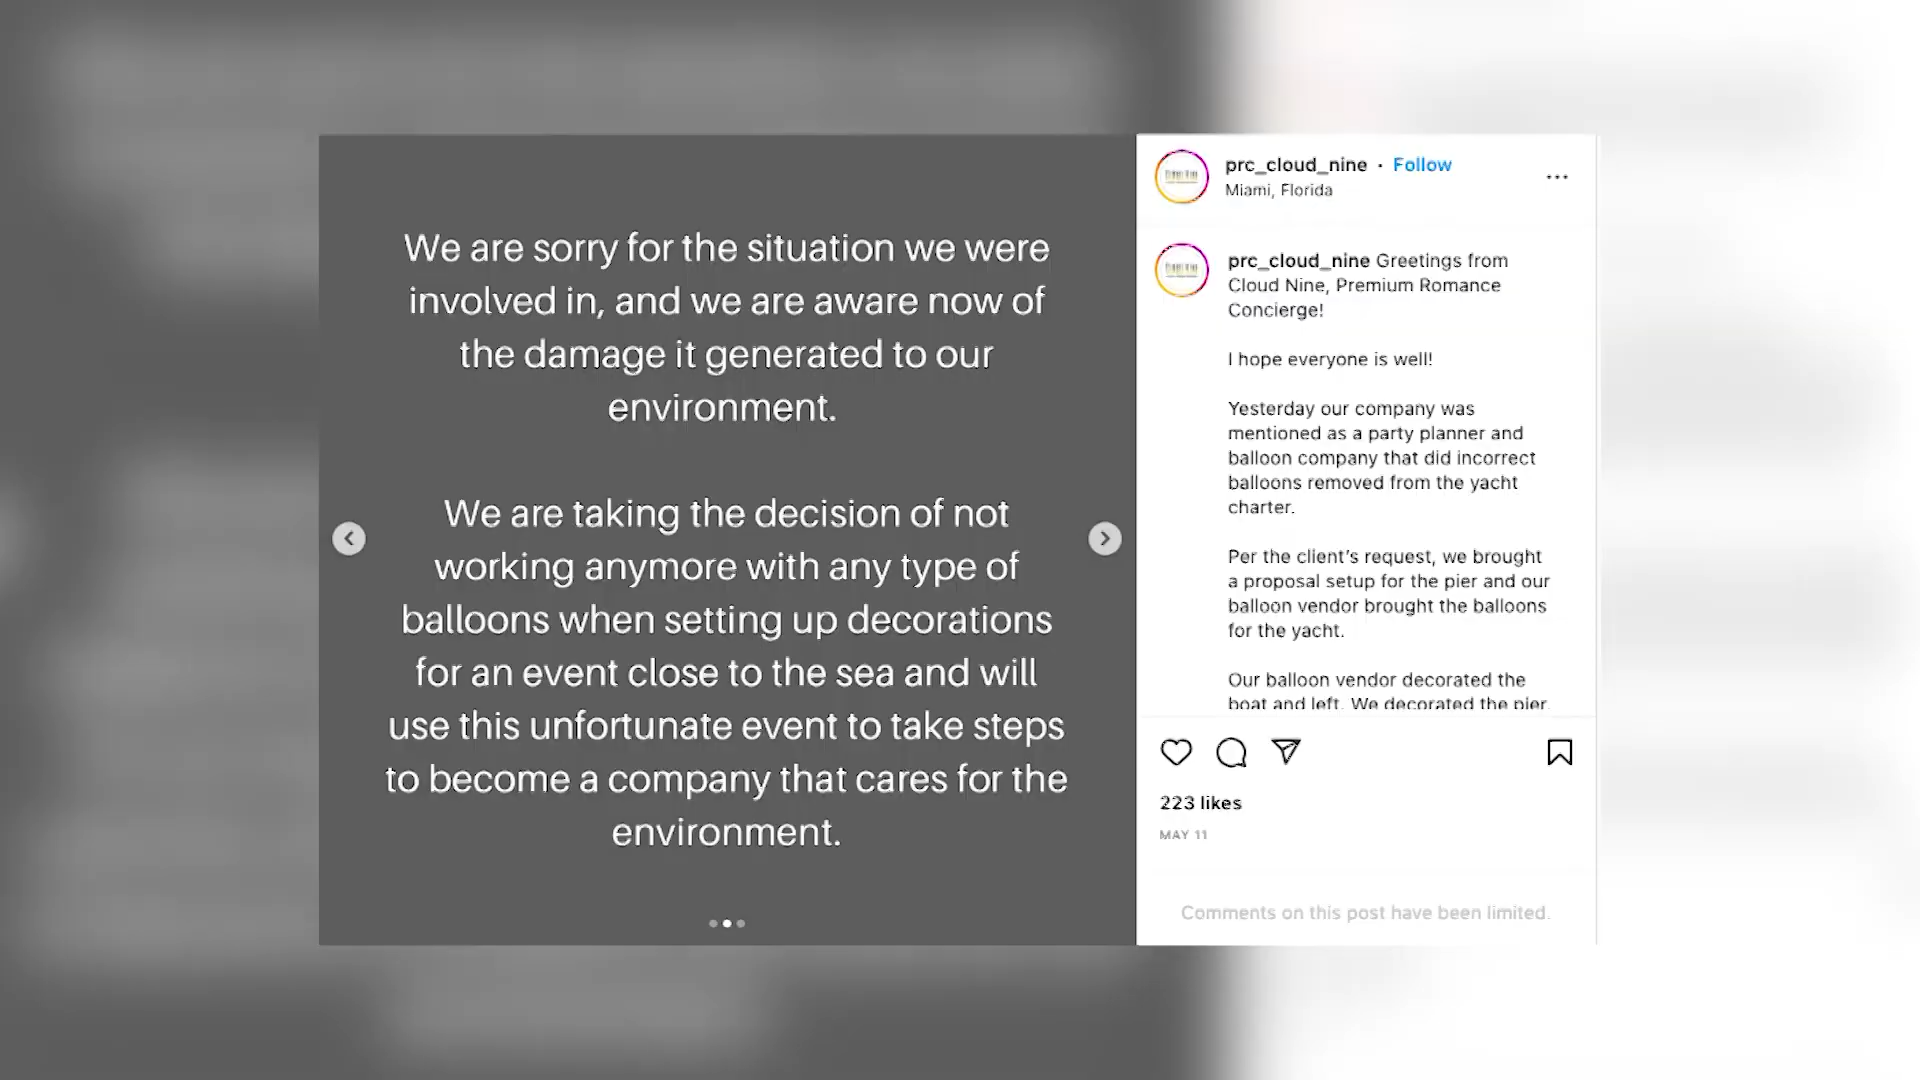 We are sorry for the situation we were
involved in, and we are aware now of
the damage it generated to our
environment.
We are taking the decision of not
working anymore with any type of
balloons when setting up decorations
for an event close to the sea and will
use this unfortunate event to take steps
to become a company that cares for the
environment.
prc_cloud_nine · Follow
Miami, Florida
prc_cloud_nine Greetings from
Cloud Nine, Premium Romance
Concierge!
I hope everyone is well!
Yesterday our company was
mentioned as a party planner and
balloon company that did incorrect
balloons removed from the yacht
charter.
Per the client's request, we brought
a proposal setup for the pier and our
balloon vendor brought the balloons
for the yacht.
Our balloon vendor decorated the
boat and left. We decorated the pier
223 likes
MAY 11
Comments on this post have been limited.